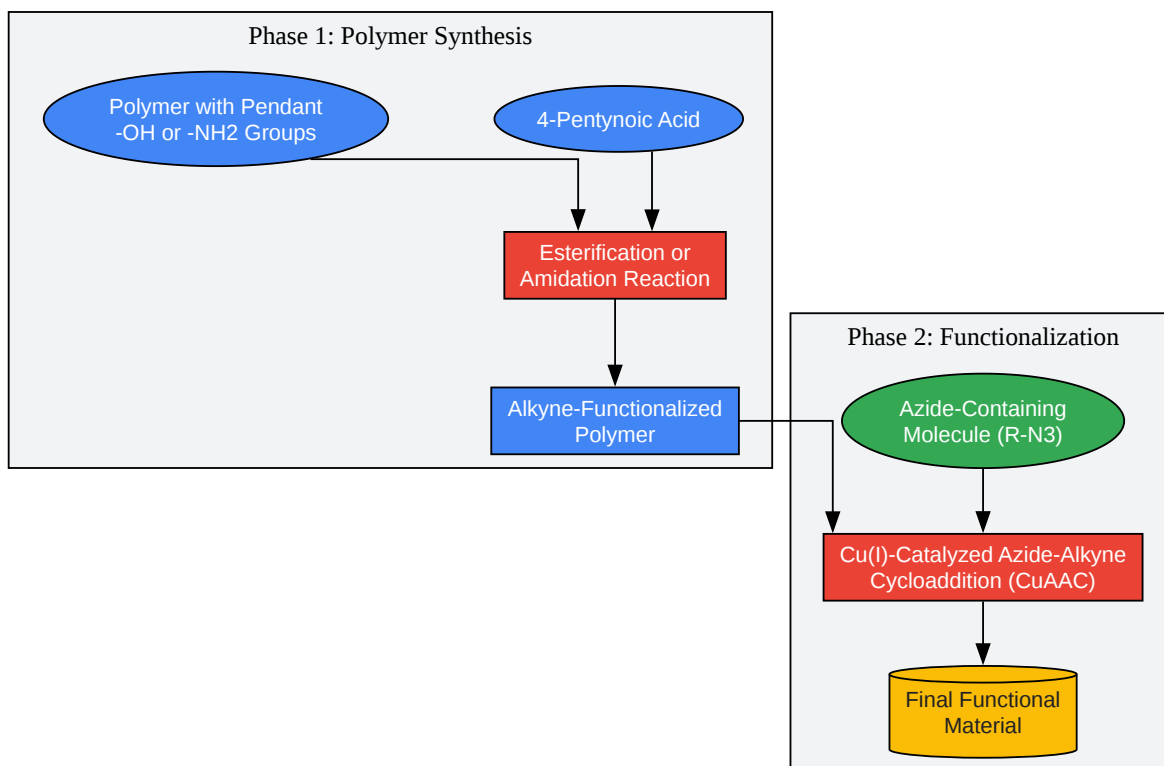 Phase 1: Polymer Synthesis
Polymer with Pendant
-OH or -NH2 Groups
4-Pentynoic Acid
Esterification or
Amidation Reaction
Alkyne-Functionalized
Polymer
Phase 2: Functionalization
Azide-Containing
Molecule (R-N3)
Cu(I)-Catalyzed Azide-Alkyne
Cycloaddition (CuAAC)
Final Functional
Material